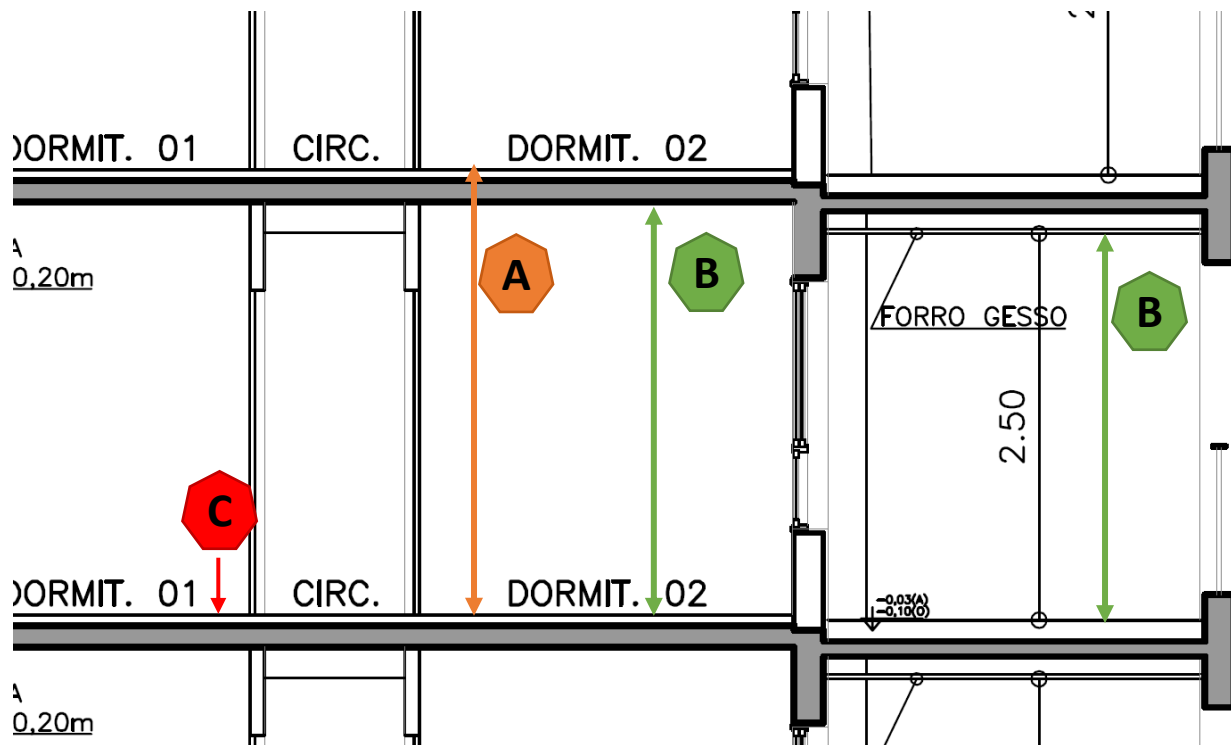 DORMIT. 01 CIRC. DORMIT. 02
A B B
A
0,20m
FORRO GESSO
2.50
C
DORMIT. 01 CIRC. DORMIT. 02
-0,03(A)
-0,10(O)
A
0,20m